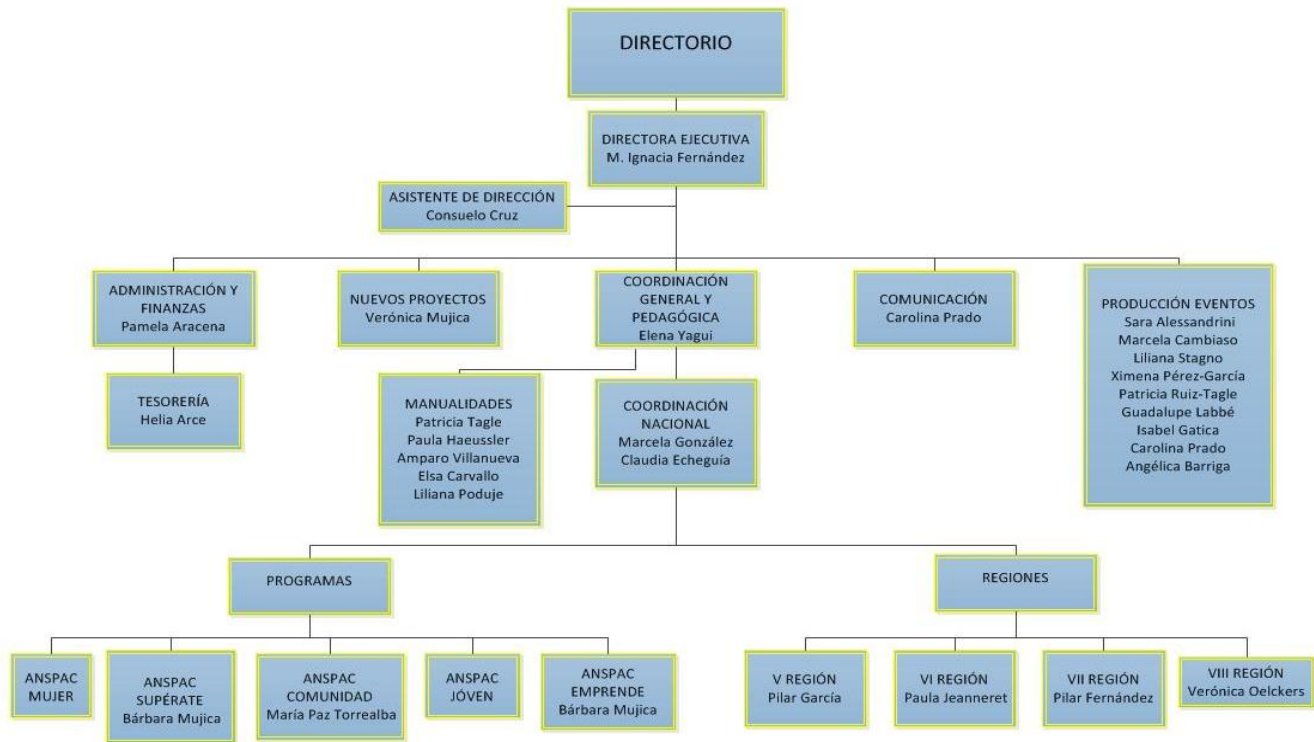 DIRECTORIO
DIRECTORA EJECUTIVA
M. Ignacia Fernández
ASISTENTE DE DIRECCIÓN
Consuelo Cruz
ADMINISTRACIÓN Y
FINANZAS
Pamela Aracena
NUEVOS PROYECTOS
Verónica Mujica
COORDINACIÓN
GENERAL Y
PEDAGÓGICA
Elena Yagui
COMUNICACIÓN
Carolina Prado
PRODUCCIÓN EVENTOS
Sara Alessandrini
Marcela Cambiaso
Liliana Stagno
Ximena Pérez-García
Patricia Ruiz-Tagle
Guadalupe Labbé
Isabel Gatica
Carolina Prado
Angélica Barriga
TESORERÍA
Helia Arce
MANUALIDADES
Patricia Tagle
Paula Haeussler
Amparo Villanueva
Elsa Carvallo
Liliana Poduje
COORDINACIÓN
NACIONAL
Marcela González
Claudia Echeguía
PROGRAMAS
REGIONES
ANSPAC
MUJER
ANSPAC
SUPÉRATE
Bárbara Mujica
ANSPAC
COMUNIDAD
María Paz Torrealba
ANSPAC
JÓVEN
ANSPAC
EMPRENDE
Bárbara Mujica
V REGIÓN
Pilar García
VI REGIÓN
Paula Jeanneret
VII REGIÓN
Pilar Fernández
VIII REGIÓN
Verónica Oelckers